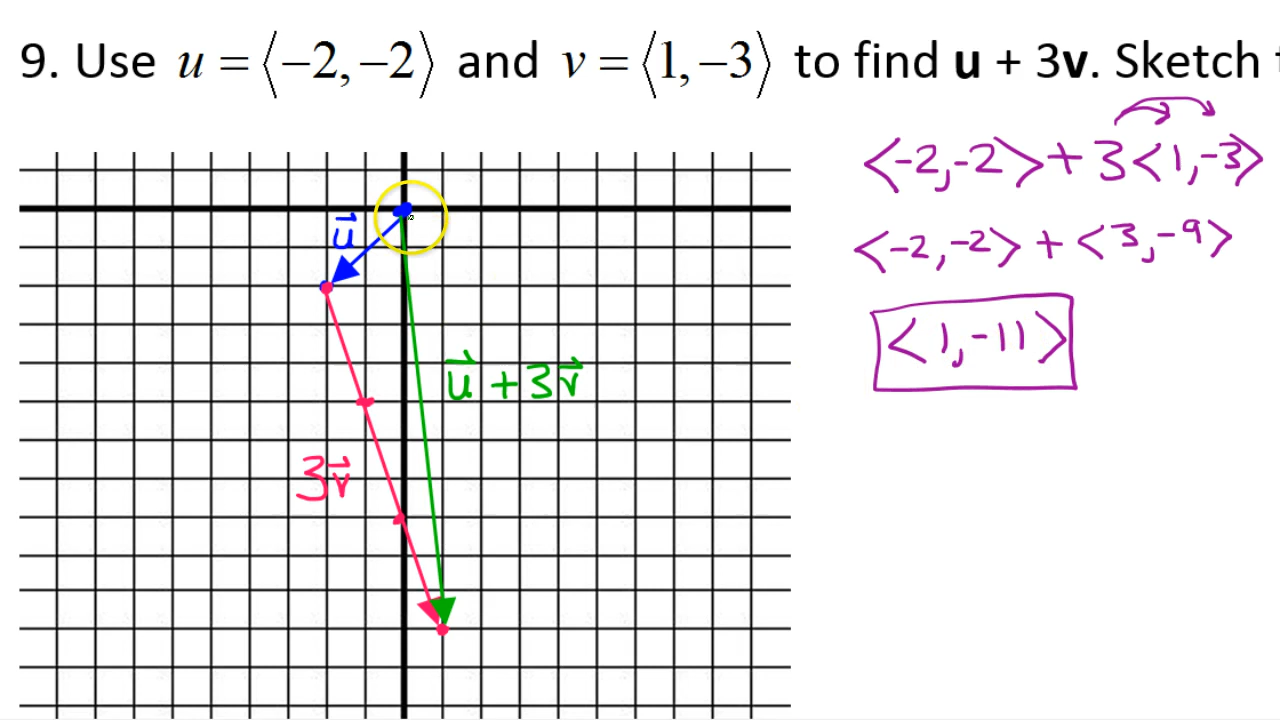 9. Use u = ⟨−2, −2⟩ and v = ⟨1, −3⟩ to find u + 3v. Sketch
<-2,-2> + 3<1,-3>
<-2,-2> + <3,-9>
<1,-11>
u⃗
u⃗ + 3v⃗
3v⃗